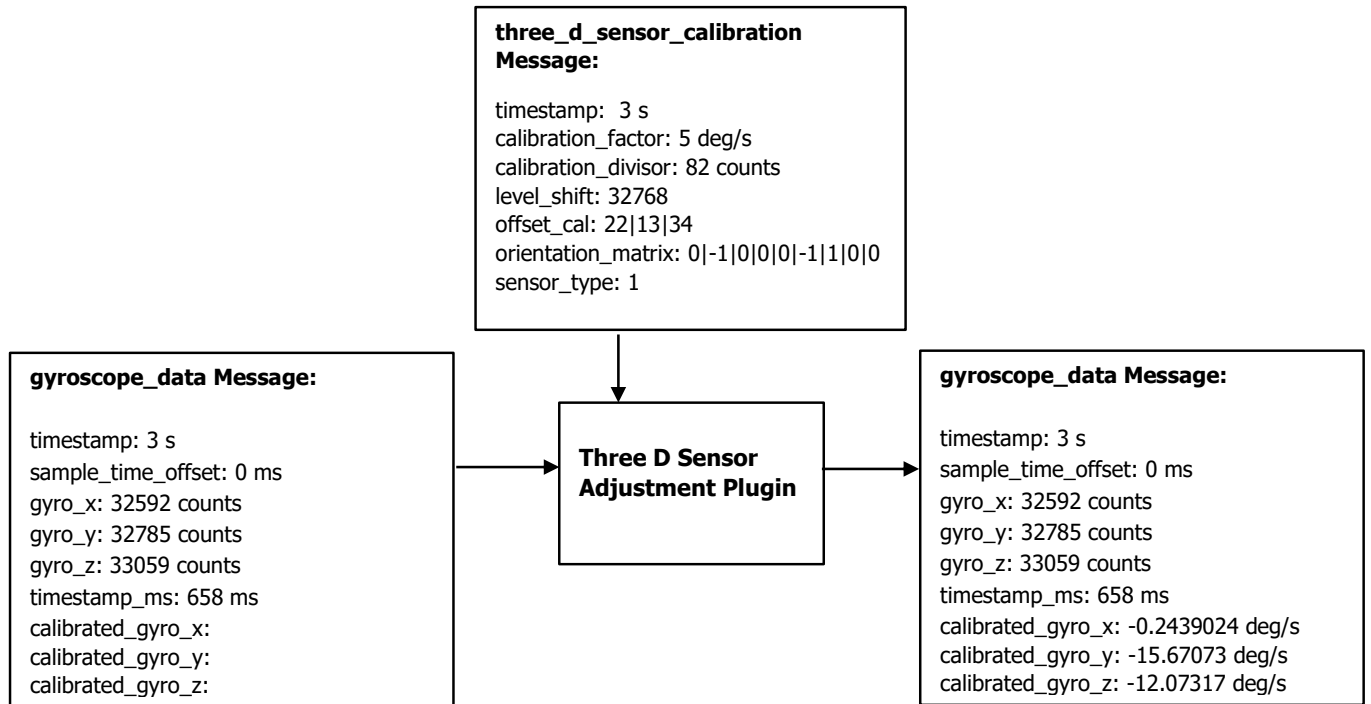 three_d_sensor_calibration
Message:
timestamp:  3 s
calibration_factor: 5 deg/s
calibration_divisor: 82 counts
level_shift: 32768
offset_cal: 22|13|34
orientation_matrix: 0|-1|0|0|0|-1|1|0|0
sensor_type: 1
gyroscope_data Message:
timestamp: 3 s
sample_time_offset: 0 ms
gyro_x: 32592 counts
gyro_y: 32785 counts
gyro_z: 33059 counts
timestamp_ms: 658 ms
calibrated_gyro_x:
calibrated_gyro_y:
calibrated_gyro_z:
Three D Sensor
Adjustment Plugin
gyroscope_data Message:
timestamp: 3 s
sample_time_offset: 0 ms
gyro_x: 32592 counts
gyro_y: 32785 counts
gyro_z: 33059 counts
timestamp_ms: 658 ms
calibrated_gyro_x: -0.2439024 deg/s
calibrated_gyro_y: -15.67073 deg/s
calibrated_gyro_z: -12.07317 deg/s